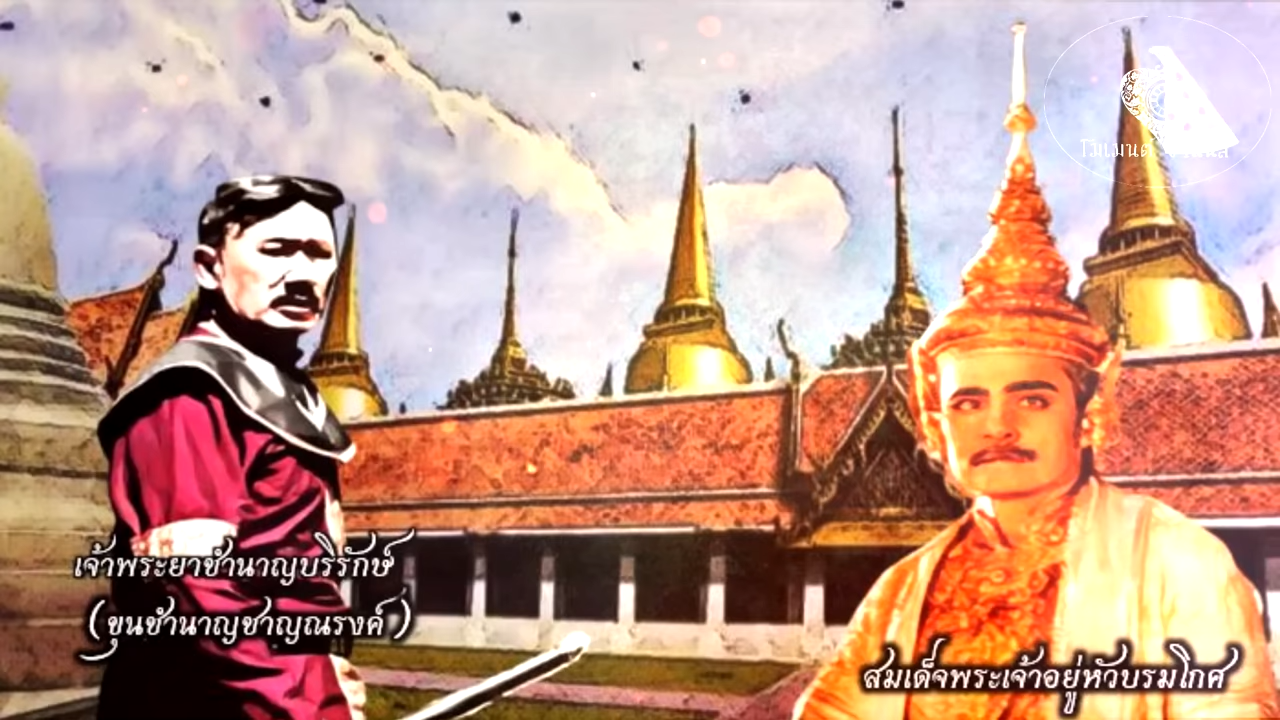 เจ้าพระยาชำนาญบริรักษ์
(ขุนชำนาญชาญณรงค์)
สมเด็จพระเจ้าอยู่หัวบรมโกศ